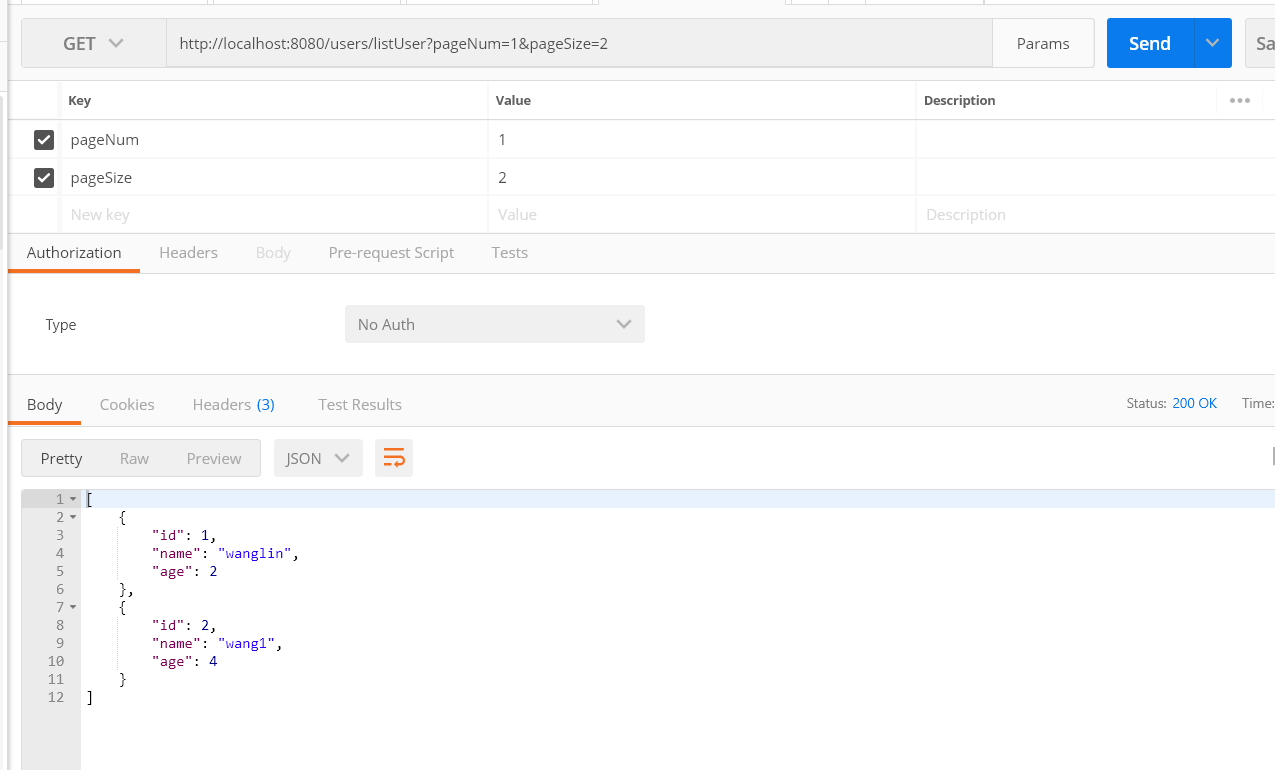 GET http://localhost:8080/users/listUser?pageNum=1&pageSize=2 Params Send Sa
Key Value Description
pageNum 1
pageSize 2
New key Value Description
Authorization Headers Body Pre-request Script Tests
Type No Auth
Body Cookies Headers (3) Test Results Status: 200 OK Time:
Pretty Raw Preview JSON
1 [
2 {
3 "id": 1,
4 "name": "wanglin",
5 "age": 2
6 },
7 {
8 "id": 2,
9 "name": "wang1",
10 "age": 4
11 }
12 ]